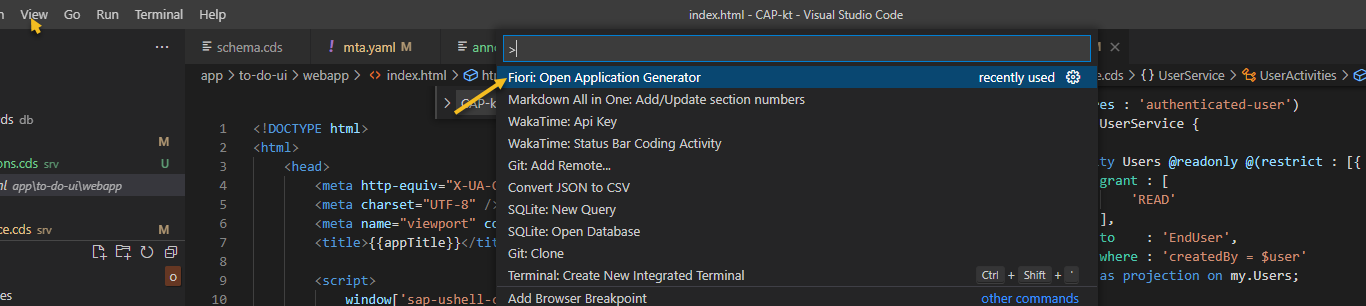 View Go Run Terminal Help
index.html - CAP-kt - Visual Studio Code
schema.cds
! mta.yaml M
M
app > to-do-ui > webapp > index.html >
UserService > UserActivities >
>
Fiori: Open Application Generator recently used
Markdown All in One: Add/Update section numbers
WakaTime: Api Key
WakaTime: Status Bar Coding Activity
Git: Add Remote...
Convert JSON to CSV
SQLite: New Query
SQLite: Open Database
Git: Clone
Terminal: Create New Integrated Terminal Ctrl + Shift + '
Add Browser Breakpoint other commands
ds db
M
ons.cds srv U
ml app\to-do-ui\webapp
ce.cds srv M
es
1 <!DOCTYPE html>
2 <html>
3 <head>
4 <meta http-equiv="X-UA-C
5 <meta charset="UTF-8" /
6 <meta name="viewport" co
7 <title>{{appTitle}}</tit
8
9 <script>
10 window['sap-ushell-c
es : 'authenticated-user')
UserService {
ty Users @readonly @(restrict : [{
grant : [
'READ'
],
to : 'EndUser',
where : 'createdBy = $user'
as projection on my.Users;